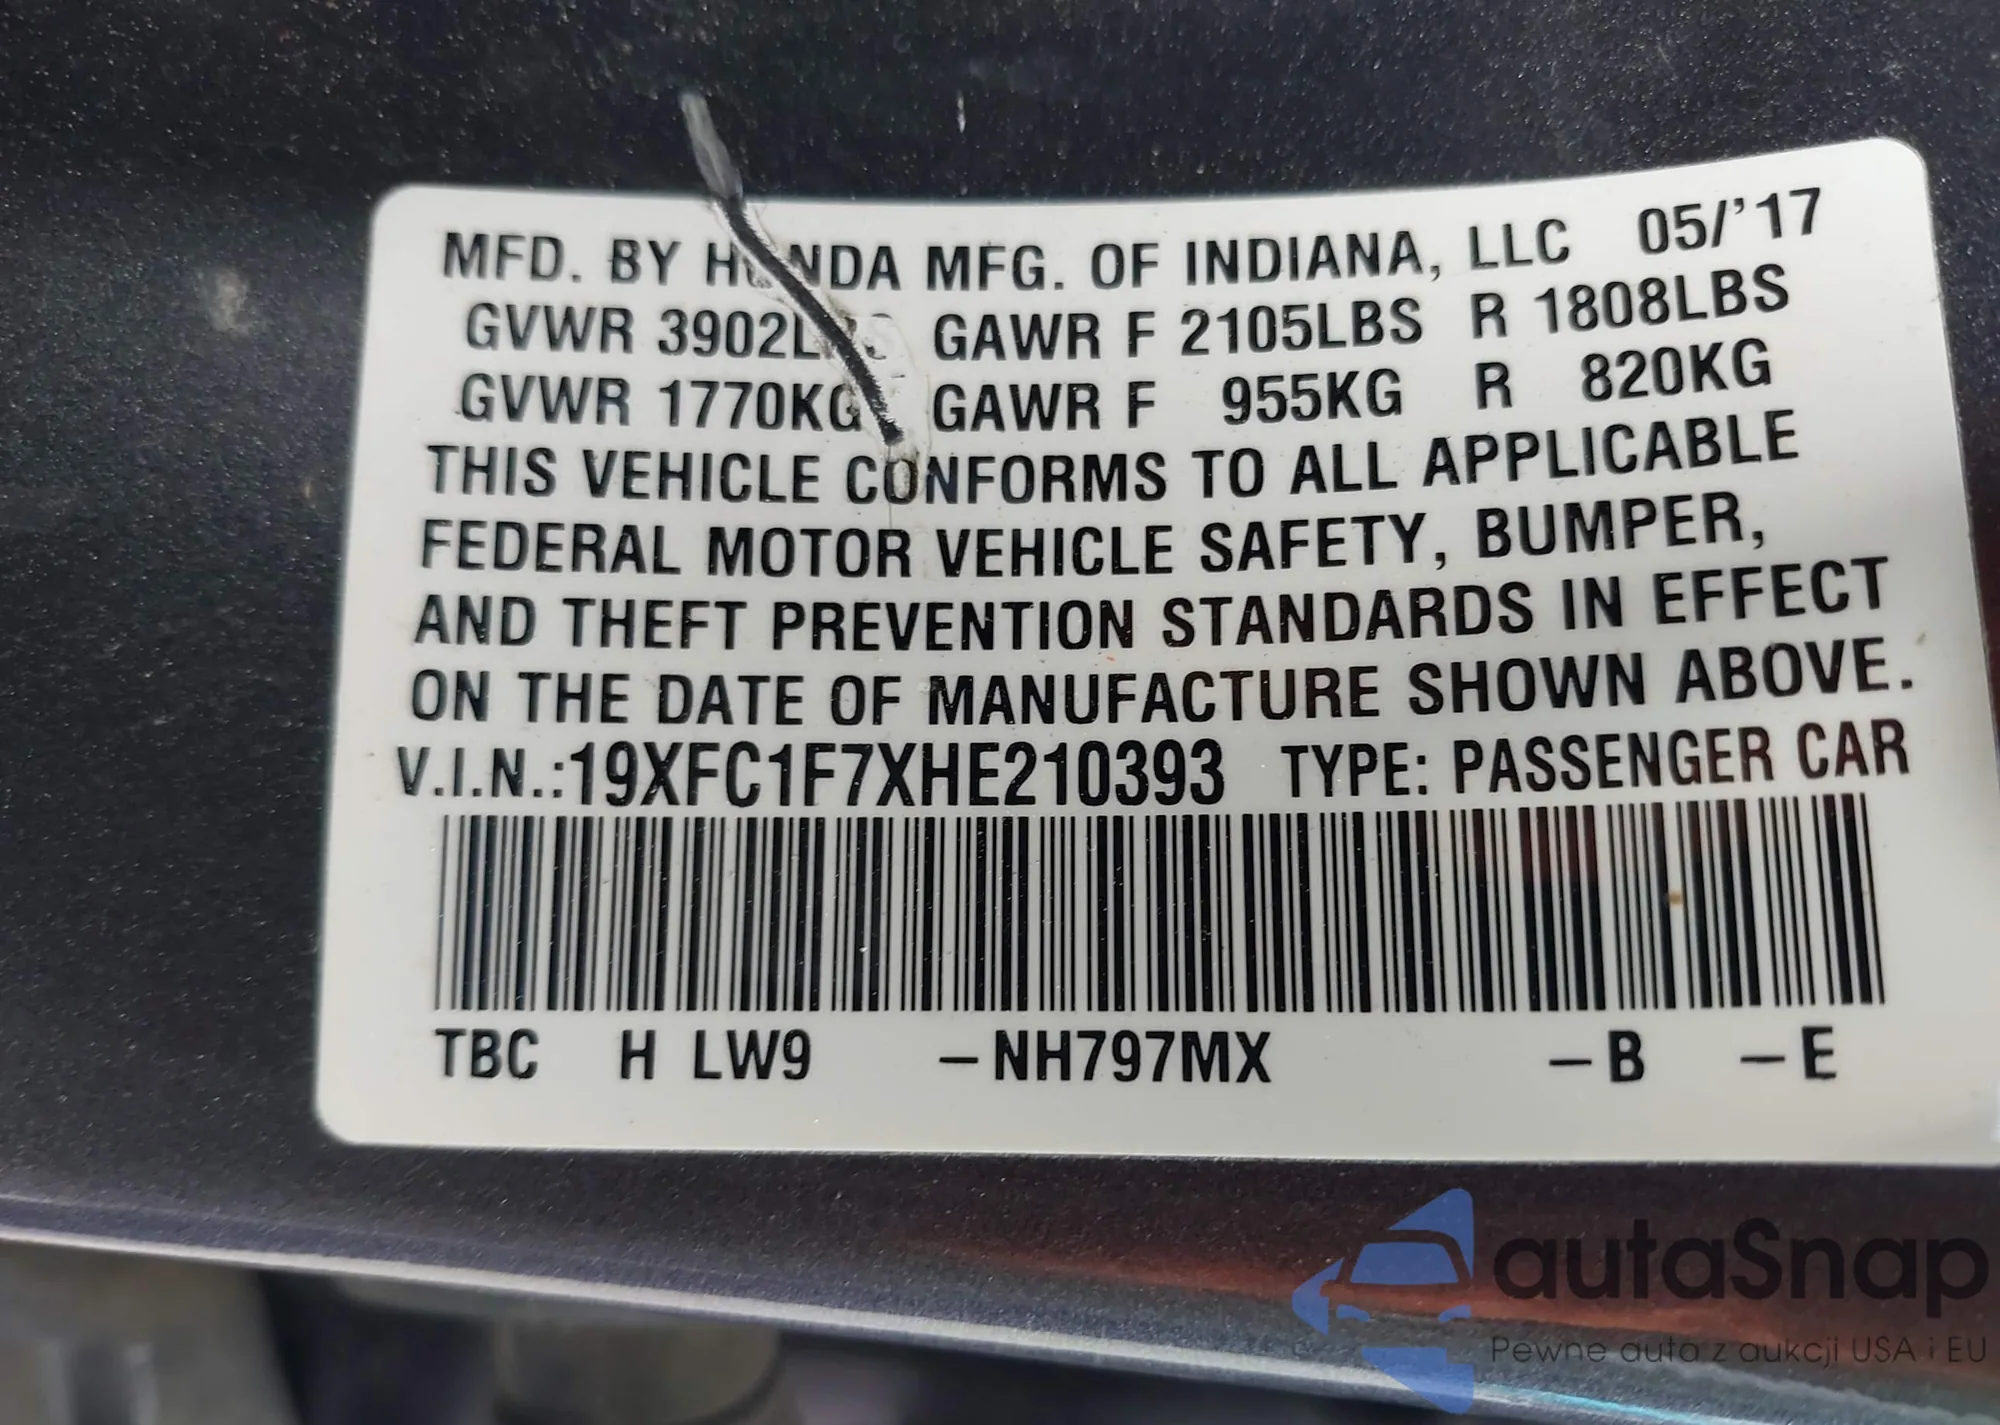 MFD. BY HONDA MFG. OF INDIANA, LLC 05/'17
GVWR 3902LBS GAWR F 2105LBS R 1808LBS
GVWR 1770KG GAWR F 955KG R 820KG
THIS VEHICLE CONFORMS TO ALL APPLICABLE
FEDERAL MOTOR VEHICLE SAFETY, BUMPER,
AND THEFT PREVENTION STANDARDS IN EFFECT
ON THE DATE OF MANUFACTURE SHOWN ABOVE.
V.I.N.:19XFC1F7XHE210393 TYPE: PASSENGER CAR
TBC H LW9 –NH797MX –B –E
autaSnap
Pewne auta z aukcji USA i EU